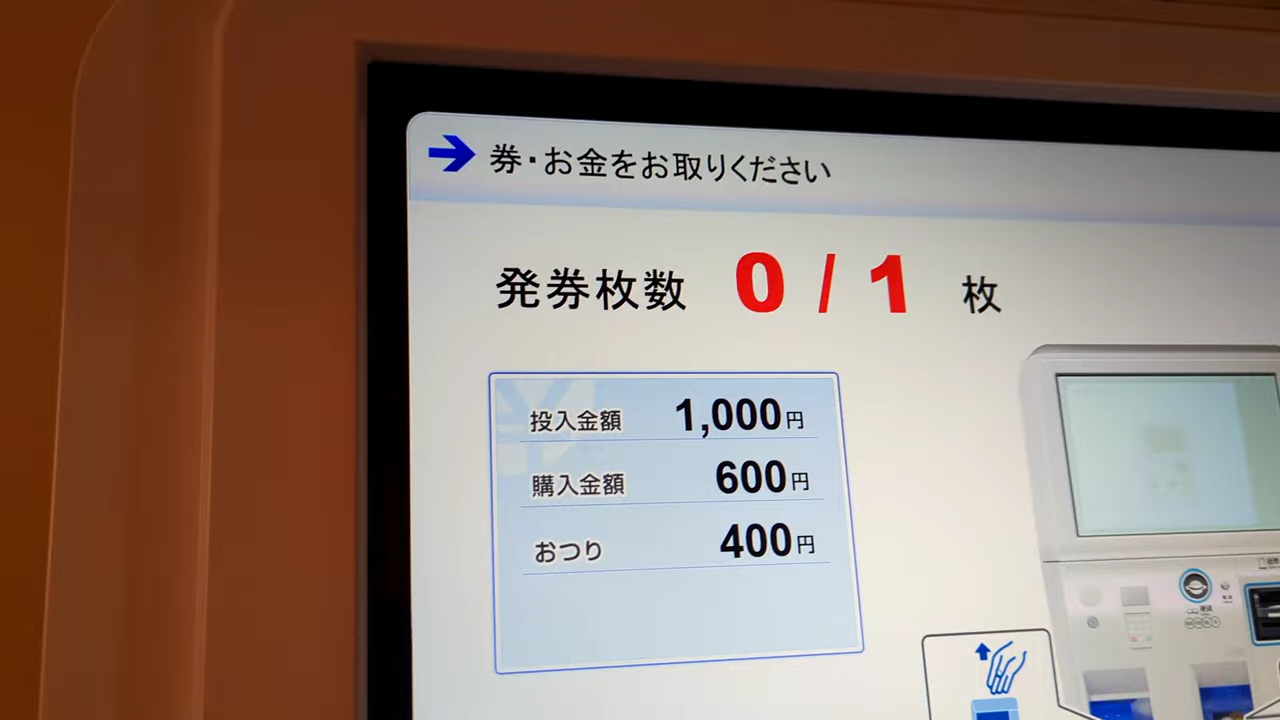 券・お金をお取りください
発券枚数 0 / 1 枚
投入金額 1,000円
購入金額 600円
おつり 400円